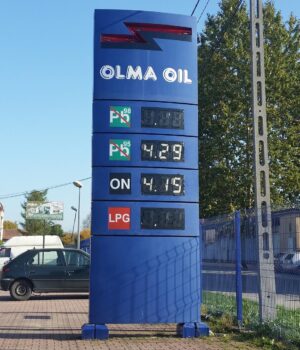 OLMA OIL
Pb 98
Pb 95 4.29
ON 4.15
LPG